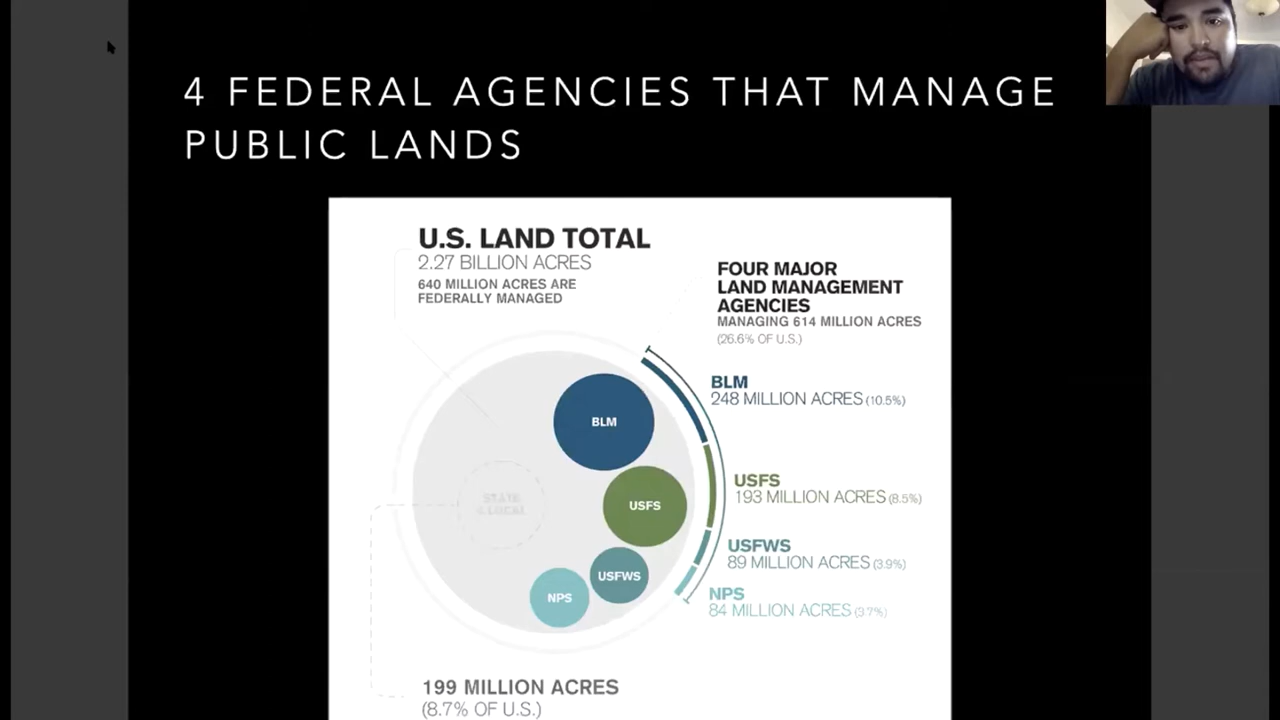 4 FEDERAL AGENCIES THAT MANAGE
PUBLIC LANDS
U.S. LAND TOTAL
2.27 BILLION ACRES
640 MILLION ACRES ARE
FEDERALLY MANAGED
FOUR MAJOR
LAND MANAGEMENT
AGENCIES
MANAGING 614 MILLION ACRES
(26.6% OF U.S.)
BLM
248 MILLION ACRES (10.5%)
USFS
193 MILLION ACRES (8.5%)
USFWS
89 MILLION ACRES (3.9%)
NPS
84 MILLION ACRES (3.7%)
BLM
USFS
USFWS
NPS
STATE
& LOCAL
199 MILLION ACRES
(8.7% OF U.S.)